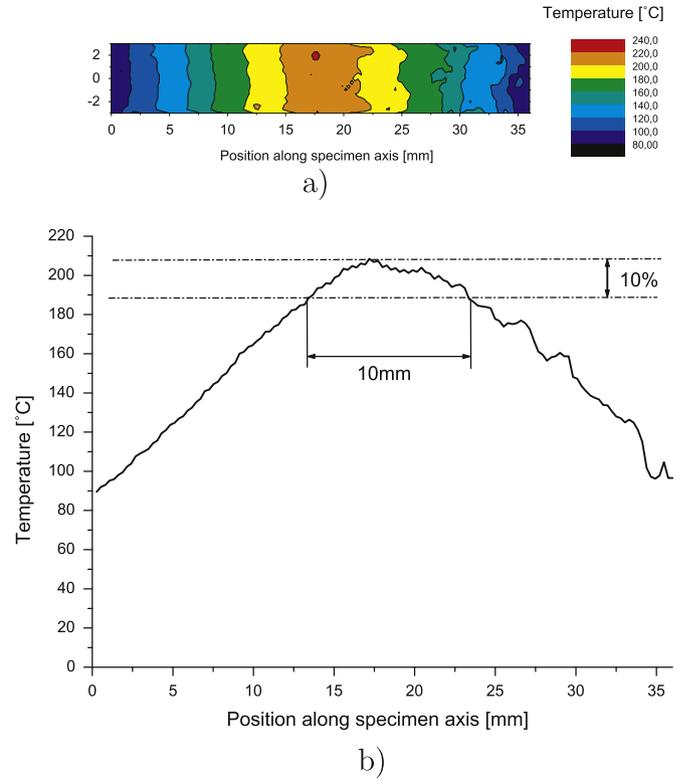 Temperature [˚C]
240,0
220,0
200,0
180,0
160,0
140,0
120,0
100,0
80,00
2
0
-2
0 5 10 15 20 25 30 35
Position along specimen axis [mm]
a)
220
200
180
160
140
120
100
80
60
40
20
0
10%
10mm
Temperature [˚C]
0 5 10 15 20 25 30 35
Position along specimen axis [mm]
b)